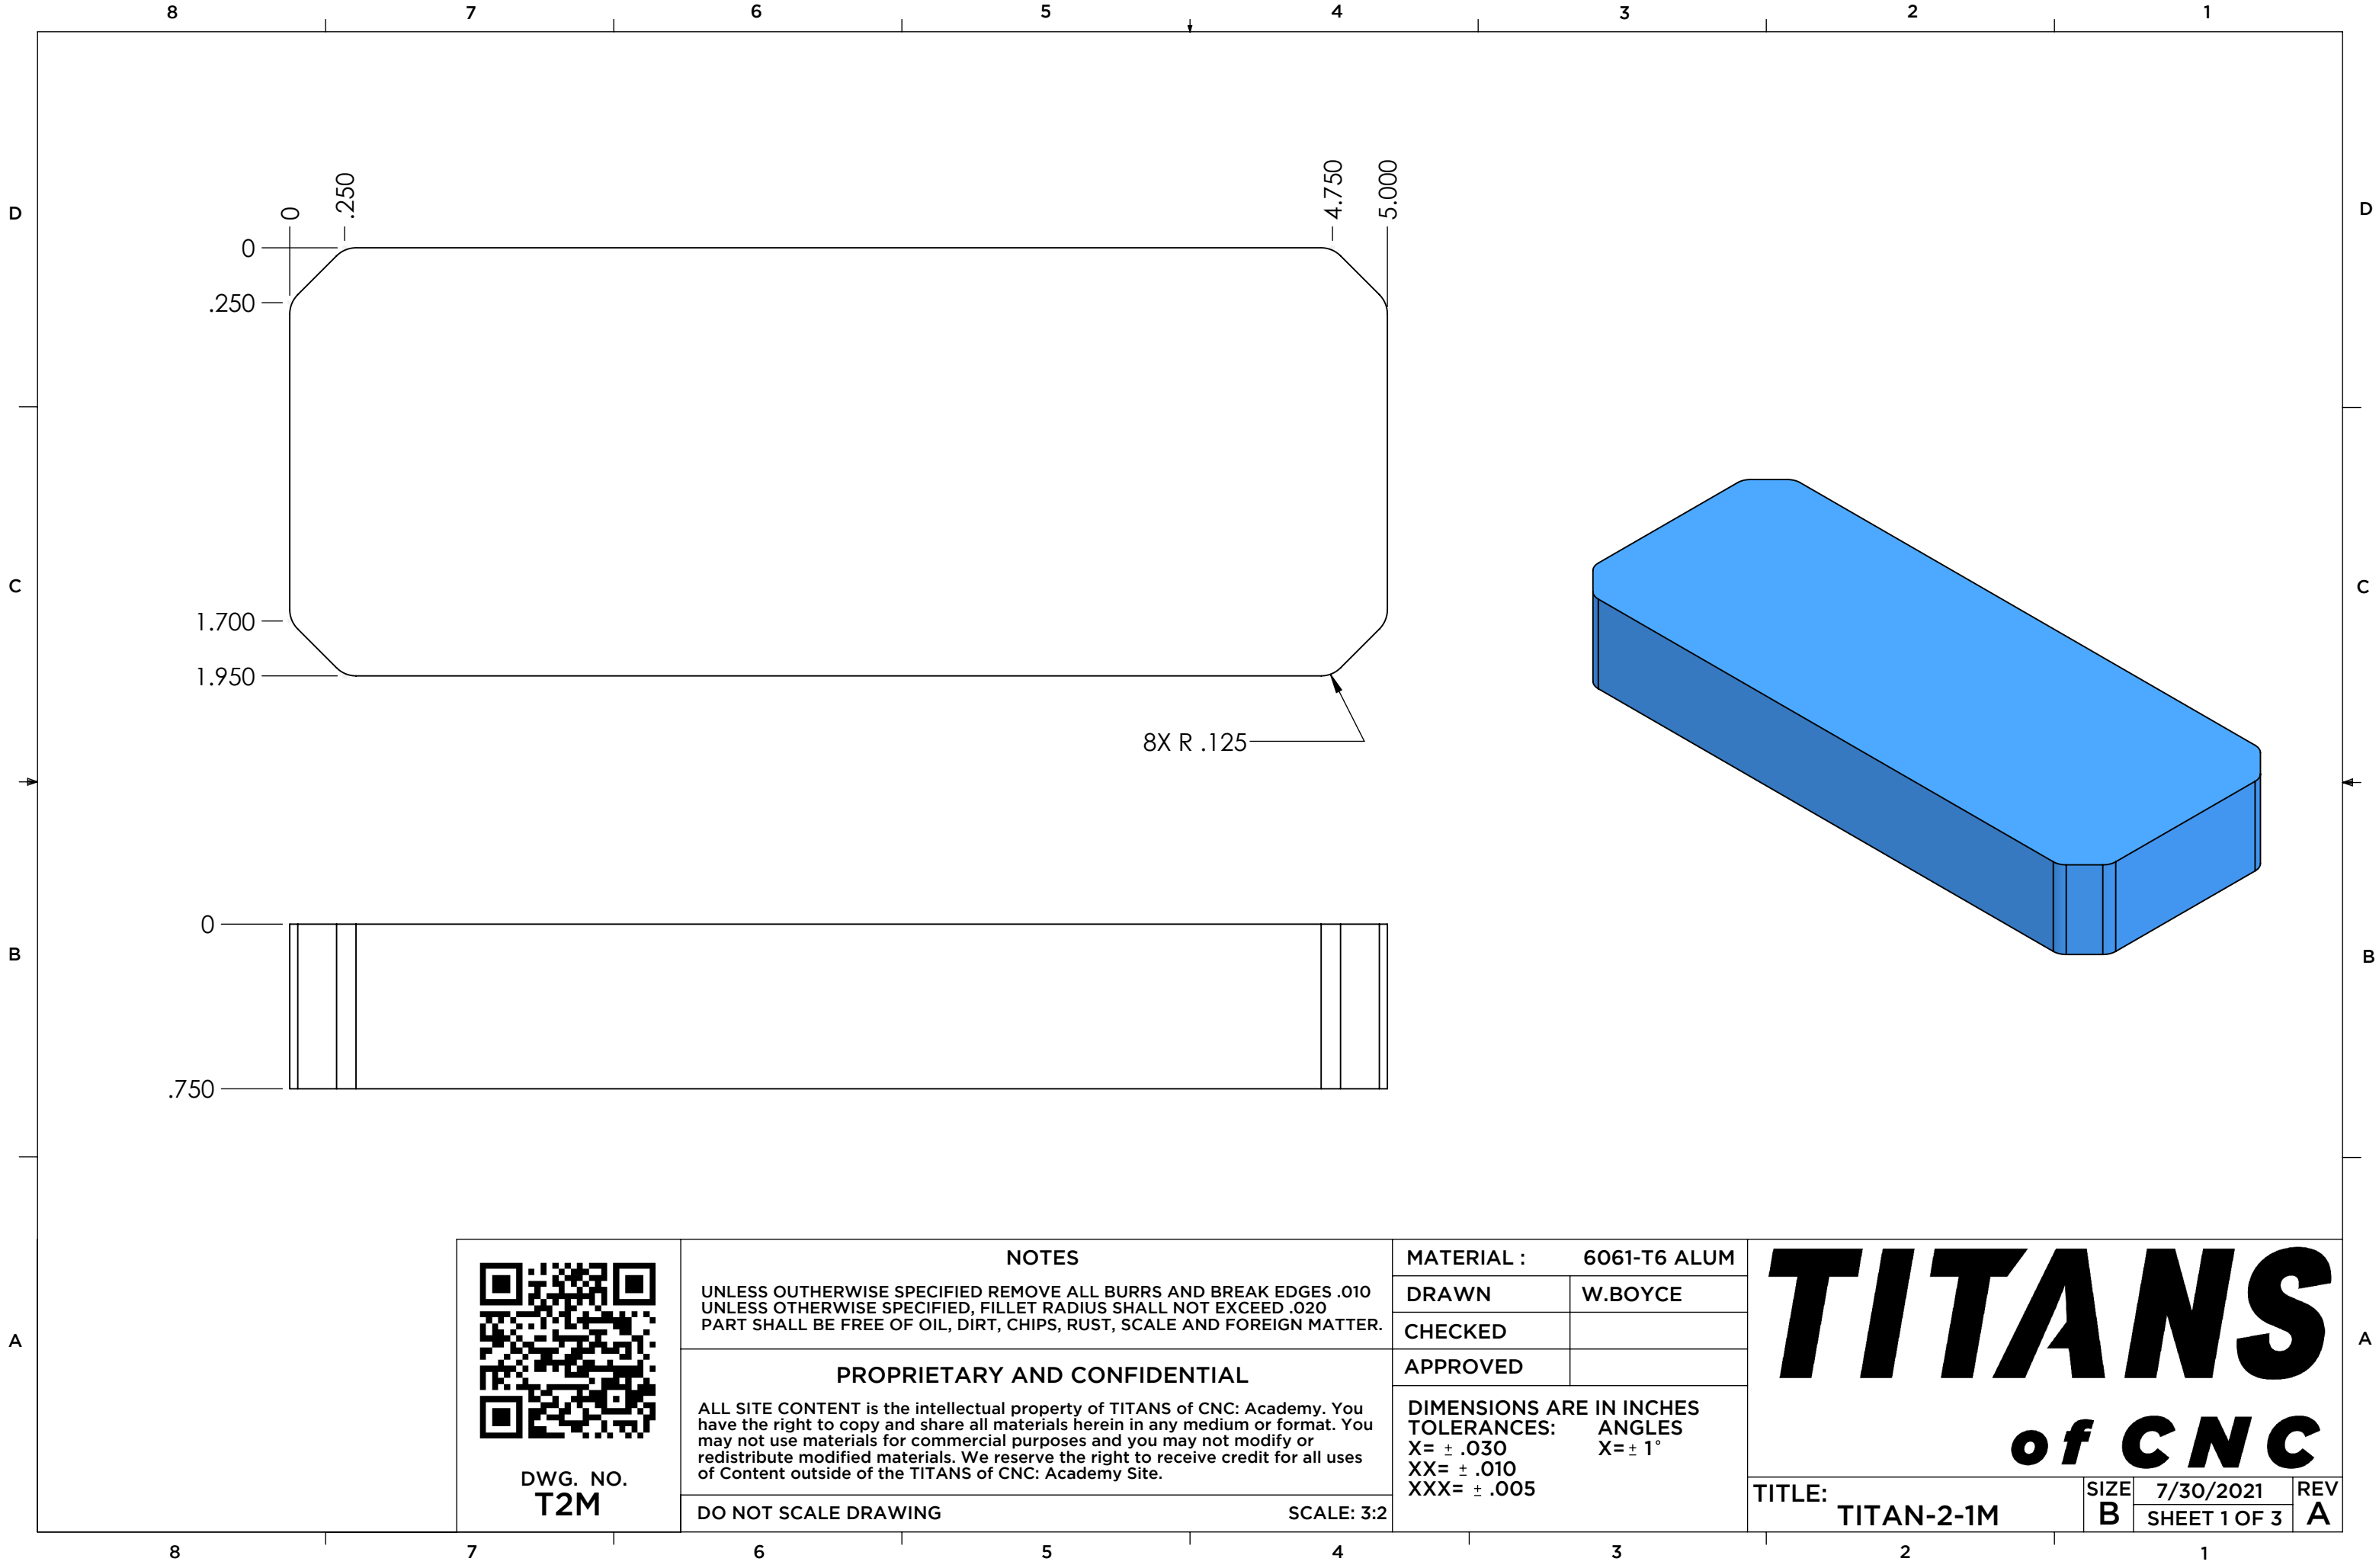 8 7 6 5 4 3 2 1
D D
C C
B B
A A
0 .250 4.750 5.000
0
.250
1.700
1.950
8X R .125
0
.750
DWG. NO.
T2M
NOTES
UNLESS OUTHERWISE SPECIFIED REMOVE ALL BURRS AND BREAK EDGES .010
UNLESS OTHERWISE SPECIFIED, FILLET RADIUS SHALL NOT EXCEED .020
PART SHALL BE FREE OF OIL, DIRT, CHIPS, RUST, SCALE AND FOREIGN MATTER.
PROPRIETARY AND CONFIDENTIAL
ALL SITE CONTENT is the intellectual property of TITANS of CNC: Academy. You
have the right to copy and share all materials herein in any medium or format. You
may not use materials for commercial purposes and you may not modify or
redistribute modified materials. We reserve the right to receive credit for all uses
of Content outside of the TITANS of CNC: Academy Site.
DO NOT SCALE DRAWING SCALE: 3:2
MATERIAL : 6061-T6 ALUM
DRAWN W.BOYCE
CHECKED
APPROVED
DIMENSIONS ARE IN INCHES
TOLERANCES: ANGLES
X= ± .030 X= ± 1°
XX= ± .010
XXX= ± .005
TITANS
of CNC
TITLE:
TITAN-2-1M
SIZE
B
7/30/2021
SHEET 1 OF 3
REV
A
8 7 6 5 4 3 2 1